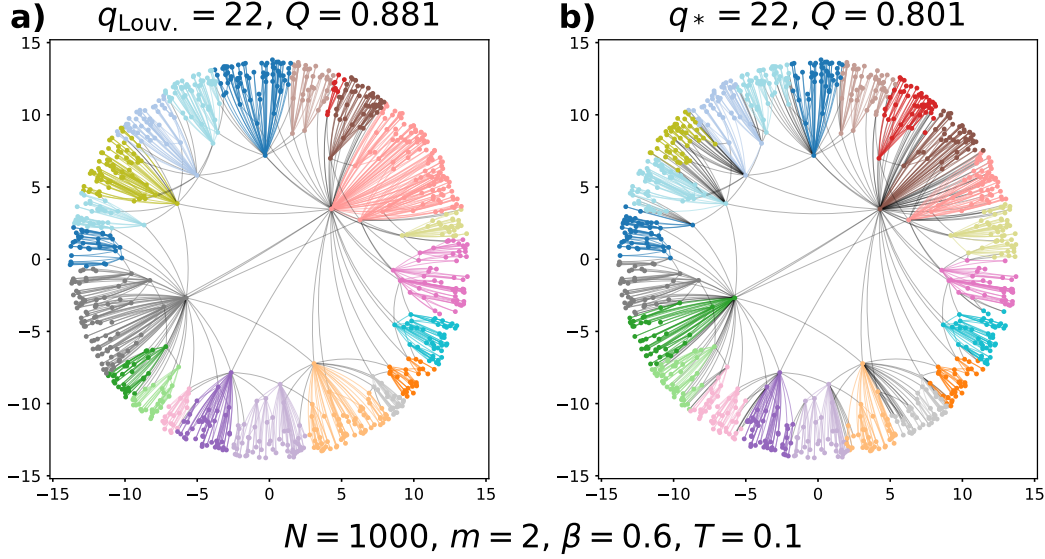 a) q_Louv. = 22, Q = 0.881
b) q_* = 22, Q = 0.801
15
10
5
0
−5
−10
−15
−15 −10 −5 0 5 10 15
15
10
5
0
−5
−10
−15
−15 −10 −5 0 5 10 15
N = 1000, m = 2, β = 0.6, T = 0.1